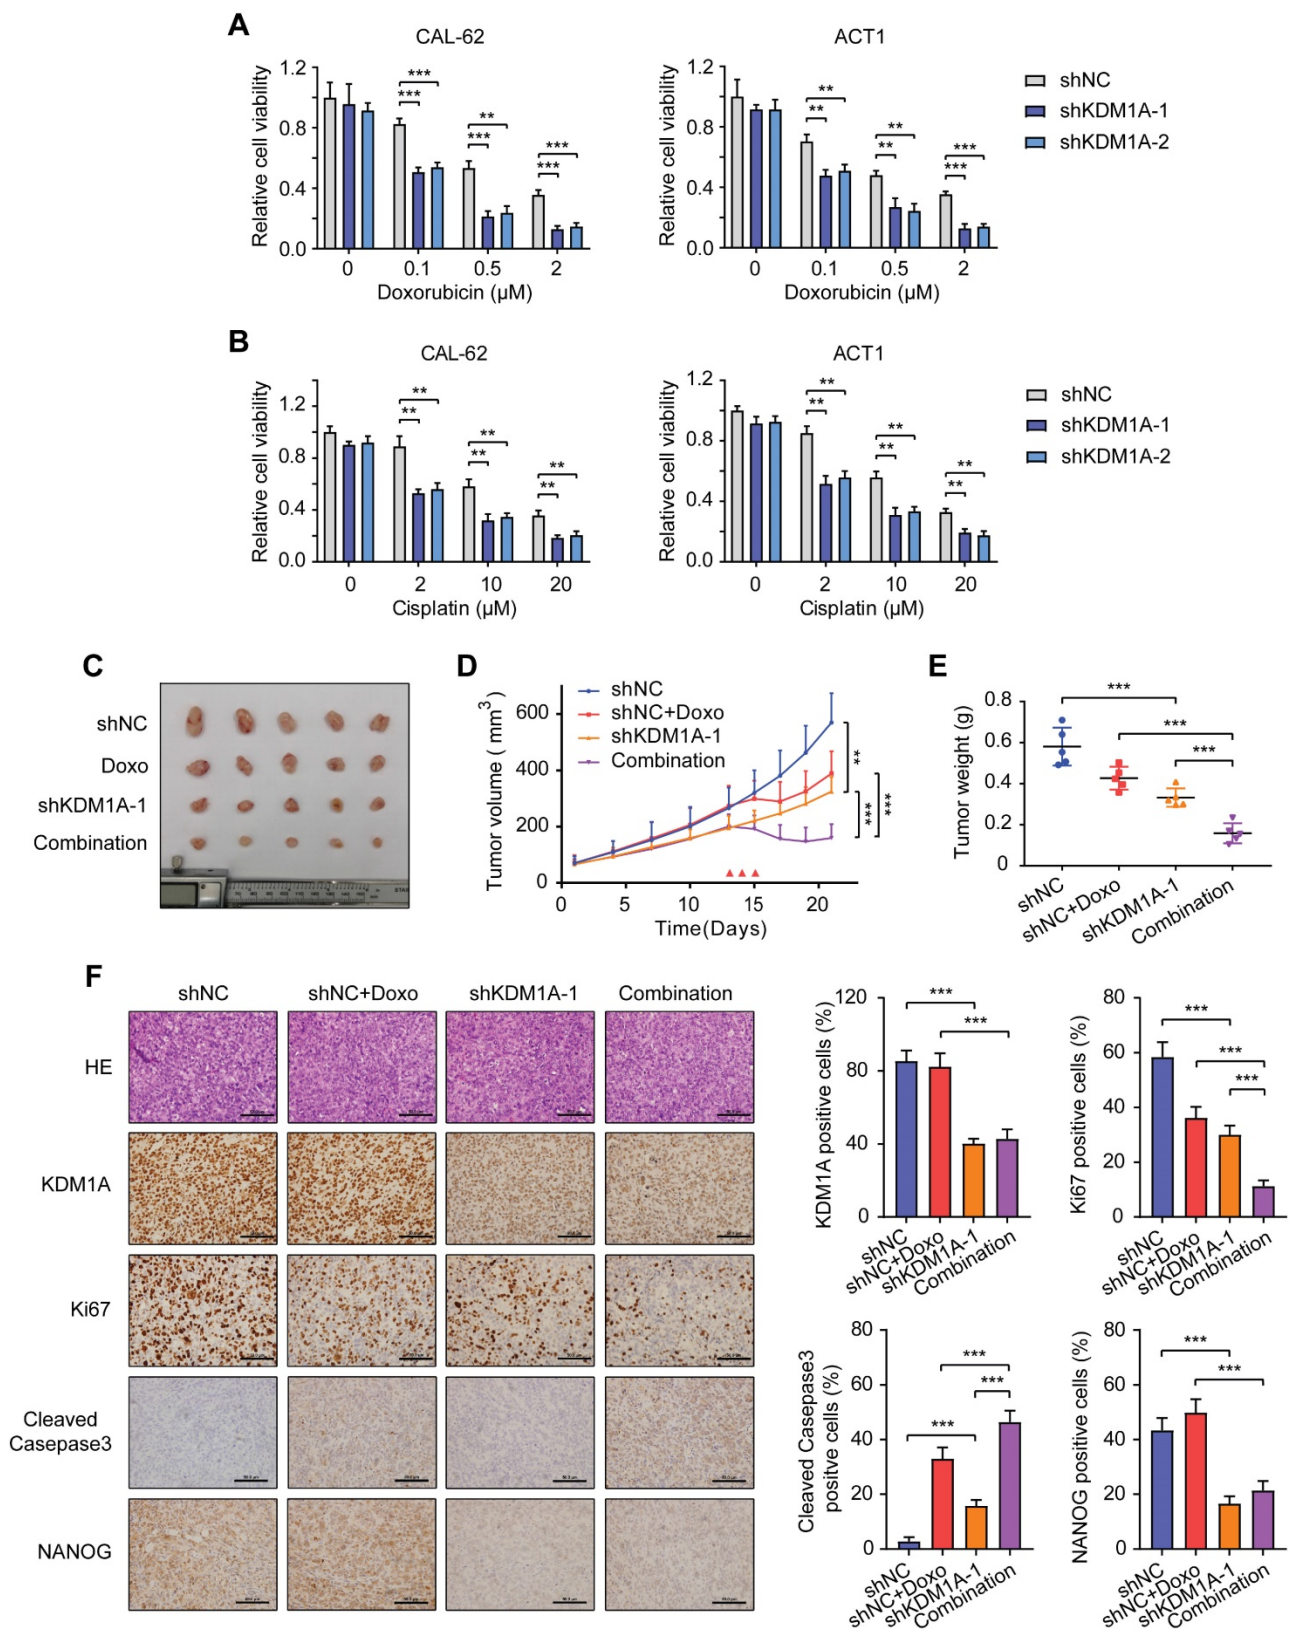 A
CAL-62
ACT1
Relative cell viability
1.2
0.8
0.4
0.0
***
***
***
**
***
***
0
0.1
0.5
2
Doxorubicin (µM)
Relative cell viability
1.2
0.8
0.4
0.0
**
**
**
**
***
***
0
0.1
0.5
2
Doxorubicin (µM)
shNC
shKDM1A-1
shKDM1A-2
B
CAL-62
ACT1
Relative cell viability
1.2
0.8
0.4
0.0
**
**
**
**
**
**
0
2
10
20
Cisplatin (µM)
Relative cell viability
1.2
0.8
0.4
0.0
**
**
**
**
**
**
0
2
10
20
Cisplatin (µM)
shNC
shKDM1A-1
shKDM1A-2
C
shNC
Doxo
shKDM1A-1
Combination
D
shNC
shNC+Doxo
shKDM1A-1
Combination
Tumor volume ( mm3)
600
400
200
0
**
***
***
0
5
10
15
20
Time(Days)
E
Tumor weight (g)
0.8
0.6
0.4
0.2
0
***
***
***
shNC
shNC+Doxo
shKDM1A-1
Combination
F
shNC
shNC+Doxo
shKDM1A-1
Combination
HE
KDM1A
Ki67
Cleaved
Casepase3
NANOG
KDM1A positive cells (%)
120
80
40
0
***
***
shNC
shNC+Doxo
shKDM1A-1
Combination
Ki67 positive cells (%)
80
60
40
20
0
***
***
***
shNC
shNC+Doxo
shKDM1A-1
Combination
Cleaved Casepase3
positve cells (%)
80
60
40
20
0
***
***
***
shNC
shNC+Doxo
shKDM1A-1
Combination
NANOG positive cells (%)
80
60
40
20
0
***
***
shNC
shNC+Doxo
shKDM1A-1
Combination